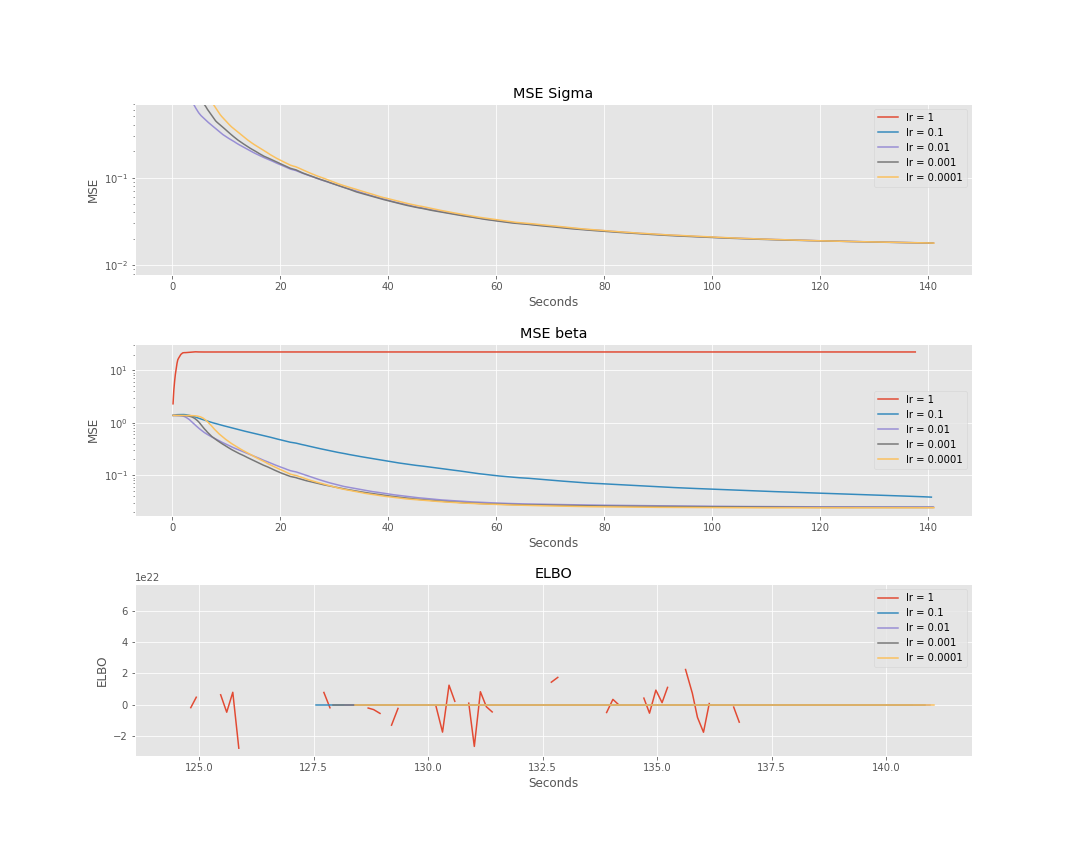 MSE Sigma
MSE
10⁻¹
10⁻²
lr = 1
lr = 0.1
lr = 0.01
lr = 0.001
lr = 0.0001
0 20 40 60 80 100 120 140
Seconds
MSE beta
MSE
10¹
10⁰
10⁻¹
lr = 1
lr = 0.1
lr = 0.01
lr = 0.001
lr = 0.0001
0 20 40 60 80 100 120 140
Seconds
ELBO
1e22
ELBO
6
4
2
0
−2
lr = 1
lr = 0.1
lr = 0.01
lr = 0.001
lr = 0.0001
125.0 127.5 130.0 132.5 135.0 137.5 140.0
Seconds